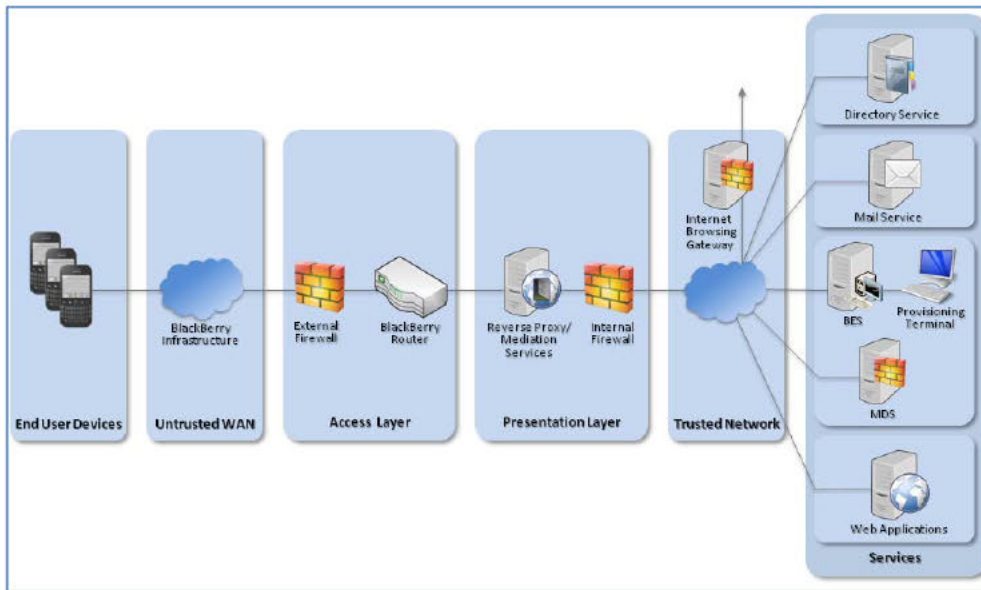 BlackBerry
Infrastructure
External
Firewall
BlackBerry
Router
Reverse Proxy/
Mediation
Services
Internal
Firewall
Internet
Browsing
Gateway
Directory Service
Mail Service
BES
Provisioning
Terminal
MDS
Web Applications
End User Devices
Untrusted WAN
Access Layer
Presentation Layer
Trusted Network
Services